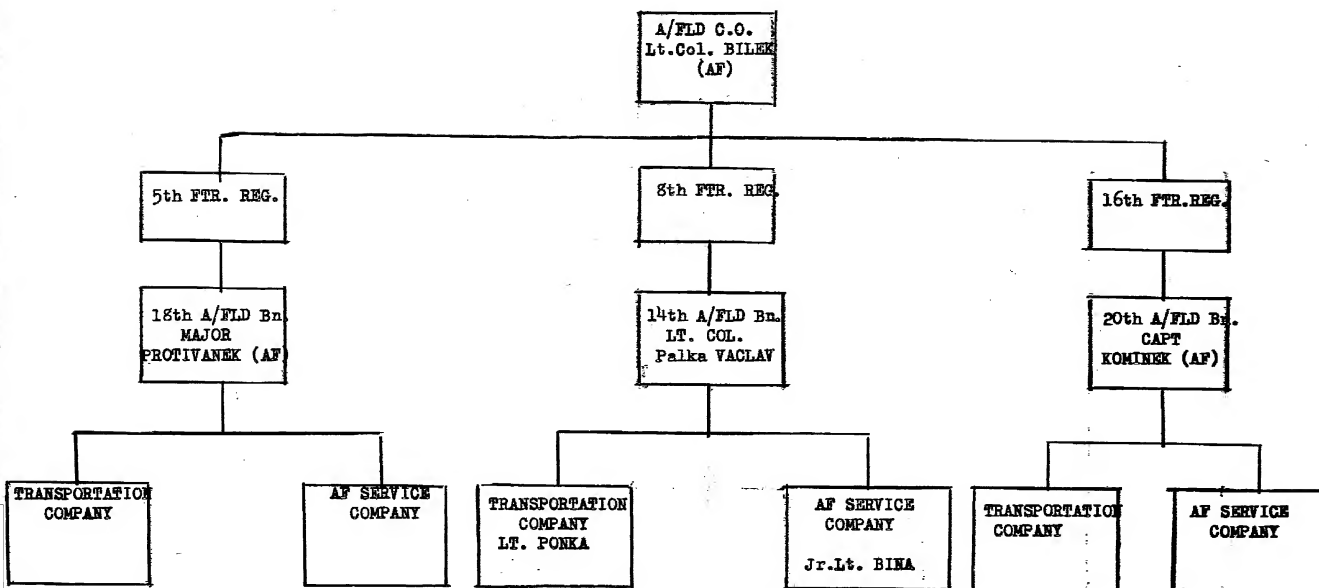 A/FLD C.O.
Lt.Col. BILEK
(AF)
5th FTR. REG.
8th FTR. REG.
16th FTR.REG.
18th A/FLD Bn.
MAJOR
PROTIVANEK (AF)
14th A/FLD Bn.
LT. COL.
Palka VACLAV
20th A/FLD Bn.
CAPT
KOMINEK (AF)
TRANSPORTATION
COMPANY
AF SERVICE
COMPANY
TRANSPORTATION
COMPANY
LT. PONKA
AF SERVICE
COMPANY
Jr.Lt. BINA
TRANSPORTATION
COMPANY
AF SERVICE
COMPANY